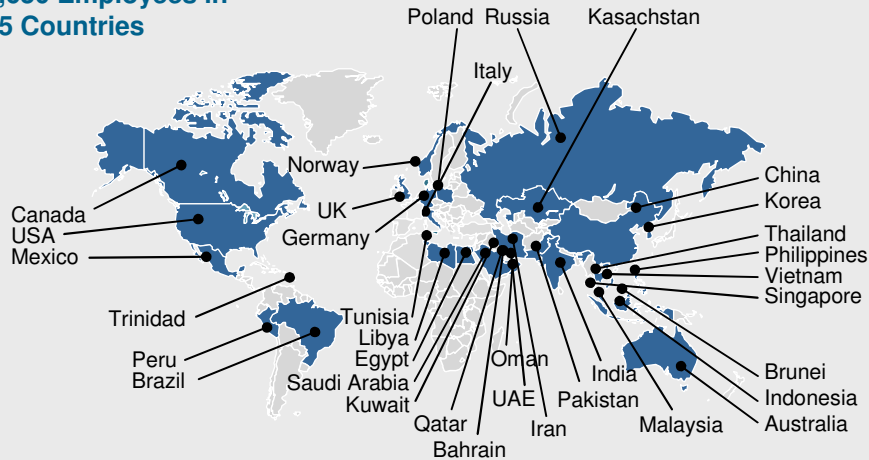 Employees in
5 Countries
Poland
Russia
Kasachstan
Italy
Norway
UK
Germany
Canada
USA
Mexico
Trinidad
Peru
Brazil
Tunisia
Libya
Egypt
Saudi Arabia
Kuwait
Qatar
Bahrain
Oman
UAE
Iran
India
Pakistan
Malaysia
China
Korea
Thailand
Philippines
Vietnam
Singapore
Brunei
Indonesia
Australia